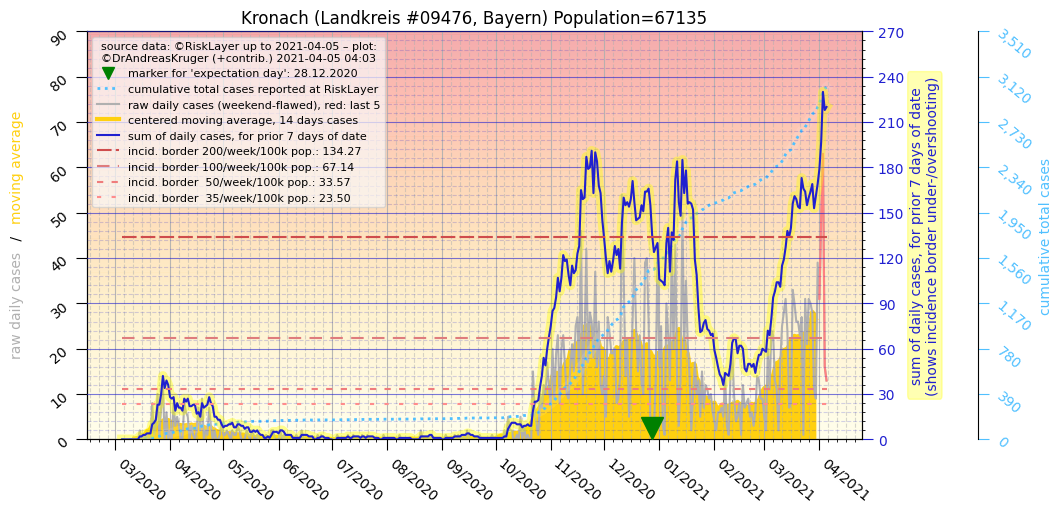 Kronach (Landkreis #09476, Bayern) Population=67135
source data: ©RiskLayer up to 2021-04-05 – plot:
©DrAndreasKruger (+contrib.) 2021-04-05 04:03
marker for 'expectation day': 28.12.2020
cumulative total cases reported at RiskLayer
raw daily cases (weekend-flawed), red: last 5
centered moving average, 14 days cases
sum of daily cases, for prior 7 days of date
incid. border 200/week/100k pop.: 134.27
incid. border 100/week/100k pop.: 67.14
incid. border  50/week/100k pop.: 33.57
incid. border  35/week/100k pop.: 23.50
raw daily cases / moving average
90
80
70
60
50
40
30
20
10
0
03/2020
04/2020
05/2020
06/2020
07/2020
08/2020
09/2020
10/2020
11/2020
12/2020
01/2021
02/2021
03/2021
04/2021
270
240
210
180
150
120
90
60
30
0
sum of daily cases, for prior 7 days of date
(shows incidence border under-/overshooting)
3,510
3,120
2,730
2,340
1,950
1,560
1,170
780
390
0
cumulative total cases